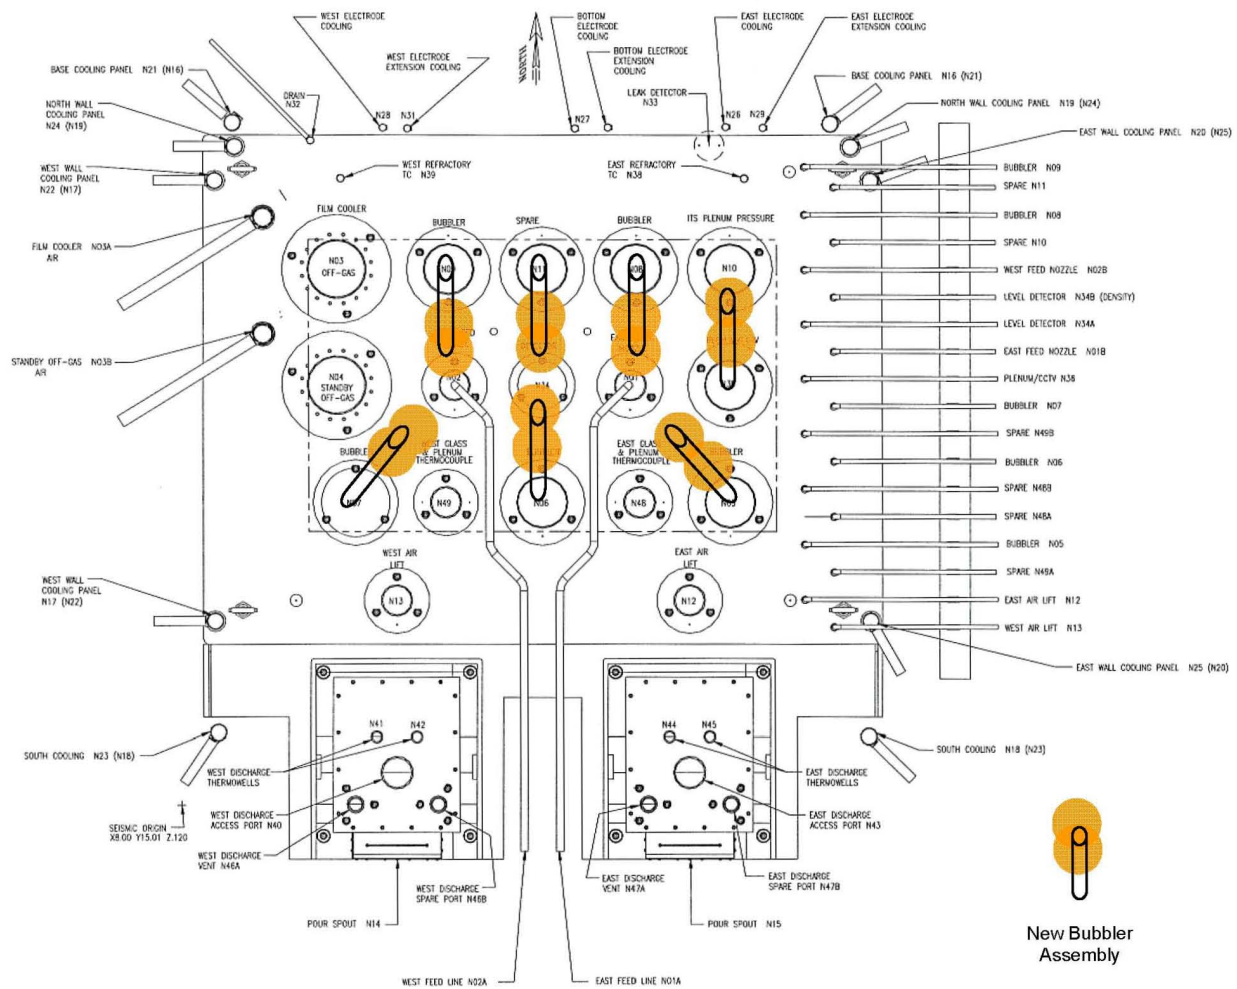 WEST ELECTRODE
COOLING
BOTTOM
ELECTRODE
COOLING
EAST ELECTRODE
COOLING
EAST ELECTRODE
EXTENSION COOLING
WEST ELECTRODE
EXTENSION COOLING
NORTH
BOTTOM ELECTRODE
EXTENSION
COOLING
BASE COOLING PANEL N21 (N16)
BASE COOLING PANEL N16 (N21)
DRAIN
N32
LEAK DETECTOR
N33
NORTH WALL
COOLING PANEL
N24 (N19)
NORTH WALL COOLING PANEL N19 (N24)
N28
N31
N27
N26
N29
EAST WALL COOLING PANEL N20 (N25)
WEST WALL
COOLING PANEL
N22 (N17)
WEST REFRACTORY
TC N39
EAST REFRACTORY
TC N38
BUBBLER N09
SPARE N11
BUBBLER N08
SPARE N10
WEST FEED NOZZLE N02B
LEVEL DETECTOR N34B (DENSITY)
LEVEL DETECTOR N34A
EAST FEED NOZZLE N01B
PLENUM/CCTV N36
BUBBLER N07
SPARE N49B
BUBBLER N06
SPARE N48B
SPARE N48A
BUBBLER N05
SPARE N49A
EAST AIR LIFT N12
WEST AIR LIFT N13
FILM COOLER
BUBBLER
SPARE
BUBBLER
ITS PLENUM PRESSURE
FILM COOLER N03A
AIR
N03
OFF-GAS
N11
N08
N10
STANDBY OFF-GAS N03B
AIR
N04
STANDBY
OFF-GAS
N02
N34
N01
WEST GLASS
& PLENUM
THERMOCOUPLE
EAST GLASS
& PLENUM
THERMOCOUPLE
BUBBLER
N07
N49
N06
N48
N05
WEST AIR
LIFT
EAST AIR
LIFT
N13
N12
WEST WALL
COOLING PANEL
N17 (N22)
EAST WALL COOLING PANEL N25 (N20)
SOUTH COOLING N23 (N18)
SOUTH COOLING N18 (N23)
N41
N42
N44
N45
WEST DISCHARGE
THERMOWELLS
EAST DISCHARGE
THERMOWELLS
WEST DISCHARGE
ACCESS PORT N40
EAST DISCHARGE
ACCESS PORT N43
SEISMIC ORIGIN
X8.00 Y15.01 Z.120
WEST DISCHARGE
VENT N46A
WEST DISCHARGE
SPARE PORT N46B
EAST DISCHARGE
VENT N47A
EAST DISCHARGE
SPARE PORT N47B
POUR SPOUT N14
POUR SPOUT N15
WEST FEED LINE N02A
EAST FEED LINE N01A
New Bubbler
Assembly